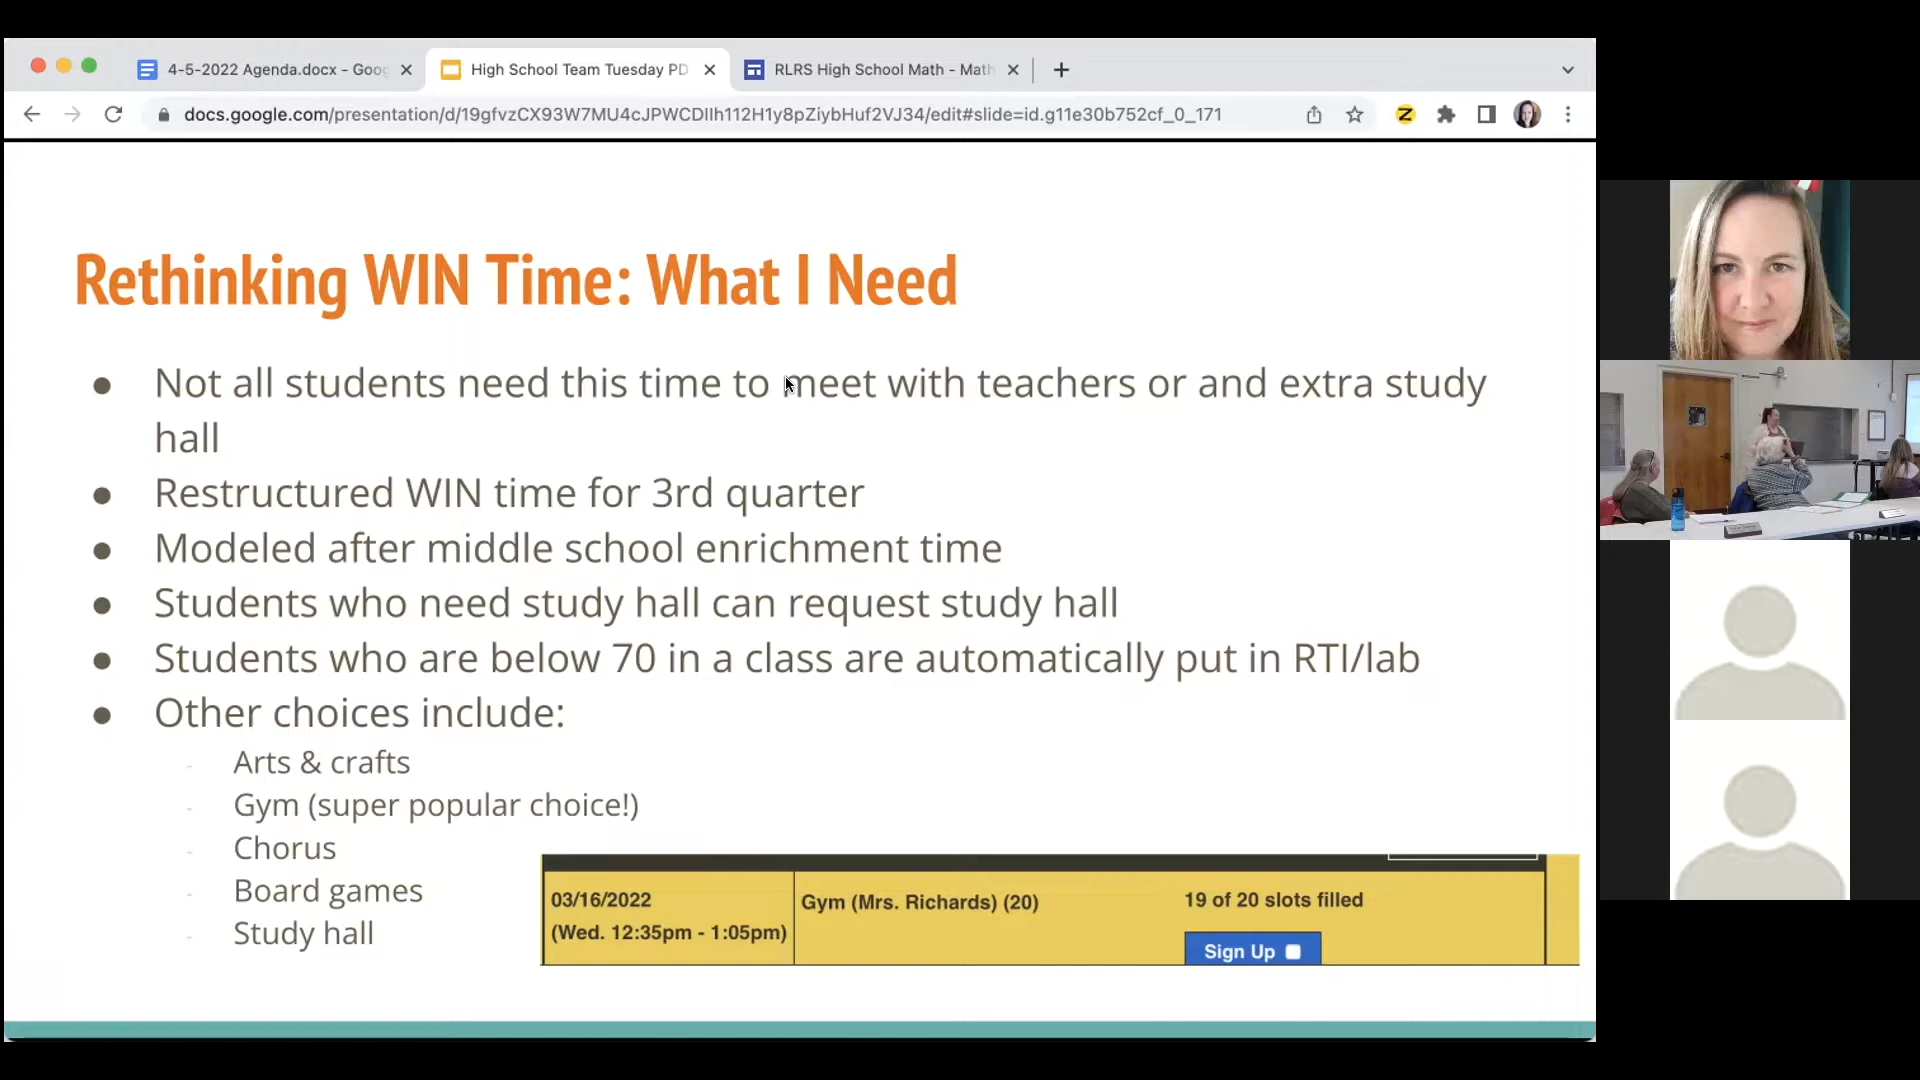 4-5-2022 Agenda.docx - Goog
High School Team Tuesday PD
RLRS High School Math - Math
docs.google.com/presentation/d/19gfvzCX93W7MU4cJPWCDIIh112H1y8pZiybHuf2VJ34/edit#slide=id.g11e30b752cf_0_171
Rethinking WIN Time: What I Need
● Not all students need this time to meet with teachers or and extra study
hall
● Restructured WIN time for 3rd quarter
● Modeled after middle school enrichment time
● Students who need study hall can request study hall
● Students who are below 70 in a class are automatically put in RTI/lab
● Other choices include:
- Arts & crafts
- Gym (super popular choice!)
- Chorus
- Board games
- Study hall
03/16/2022
(Wed. 12:35pm - 1:05pm)
Gym (Mrs. Richards) (20)
19 of 20 slots filled
Sign Up